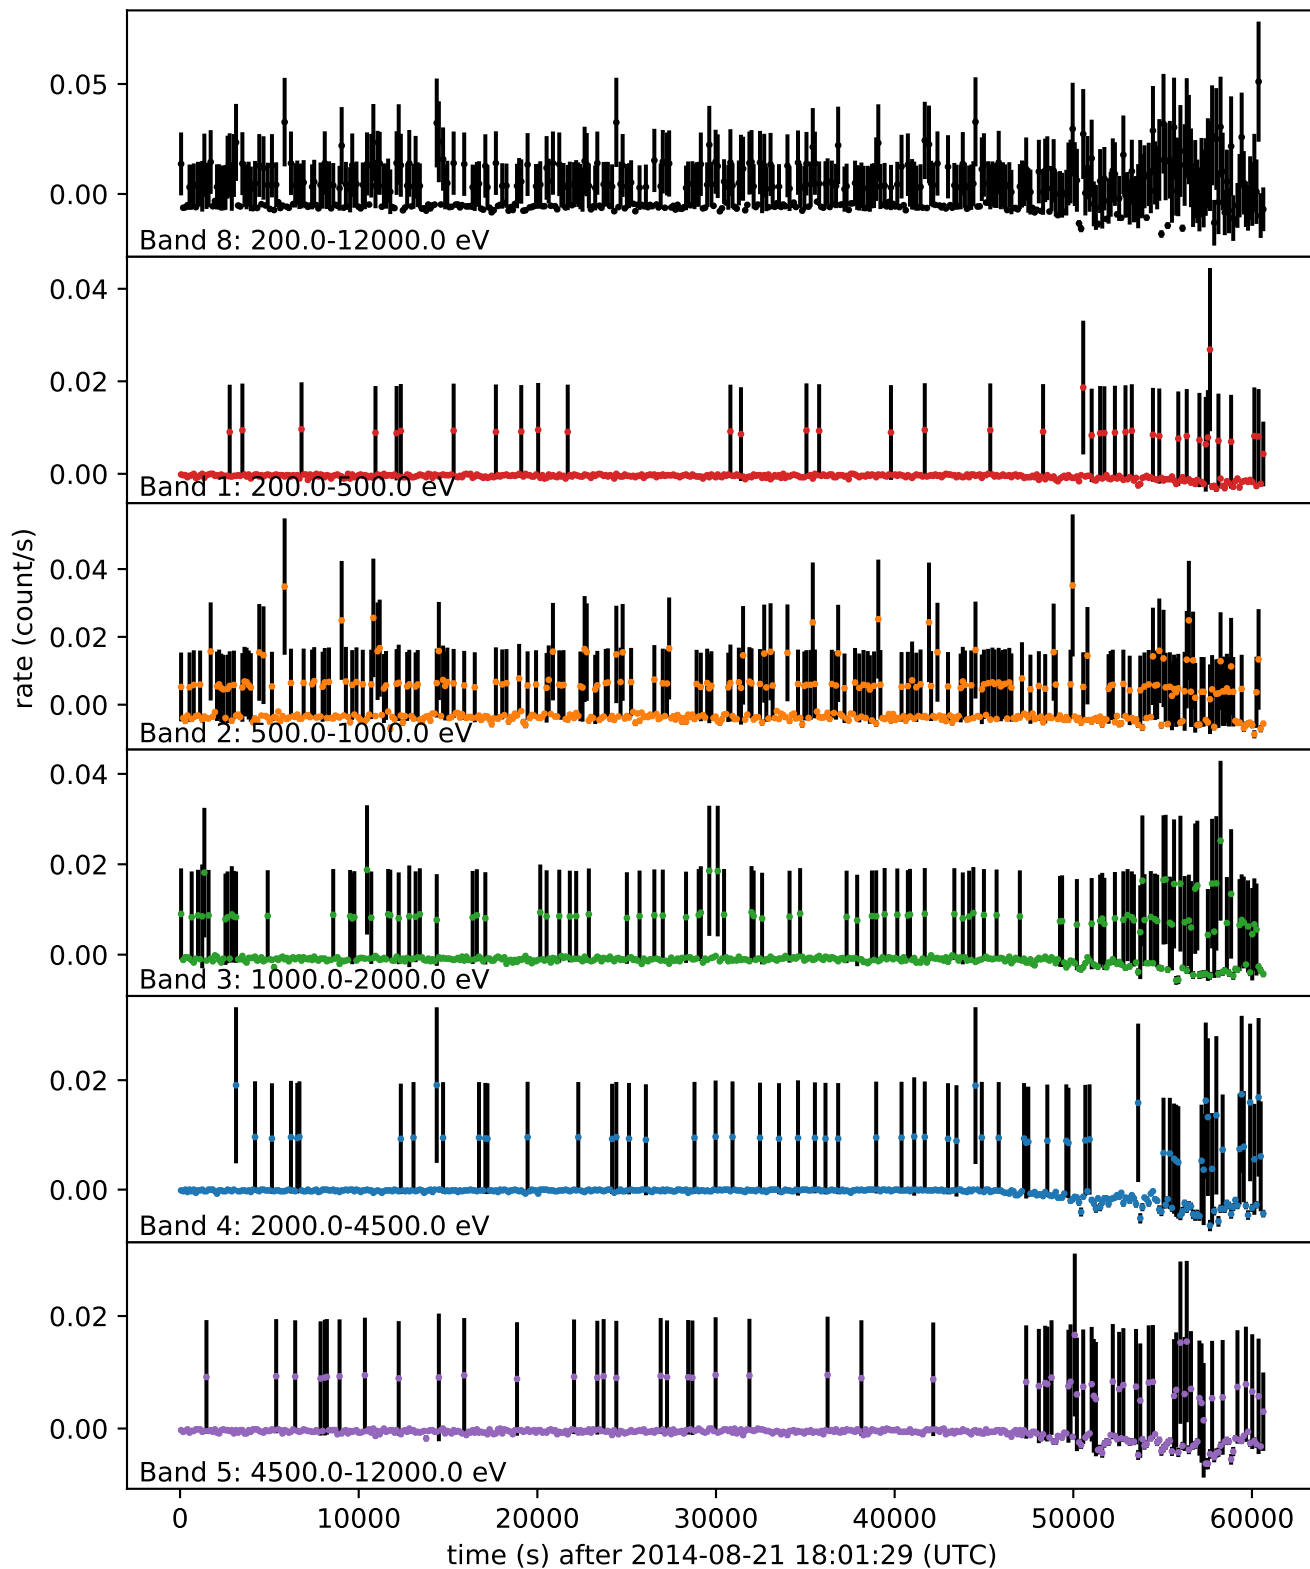 0.05
0.00
Band 8: 200.0-12000.0 eV
0.04
0.02
0.00
Band 1: 200.0-500.0 eV
rate (count/s)
0.04
0.02
0.00
Band 2: 500.0-1000.0 eV
0.04
0.02
0.00
Band 3: 1000.0-2000.0 eV
0.02
0.00
Band 4: 2000.0-4500.0 eV
0.02
0.00
Band 5: 4500.0-12000.0 eV
0 10000 20000 30000 40000 50000 60000
time (s) after 2014-08-21 18:01:29 (UTC)